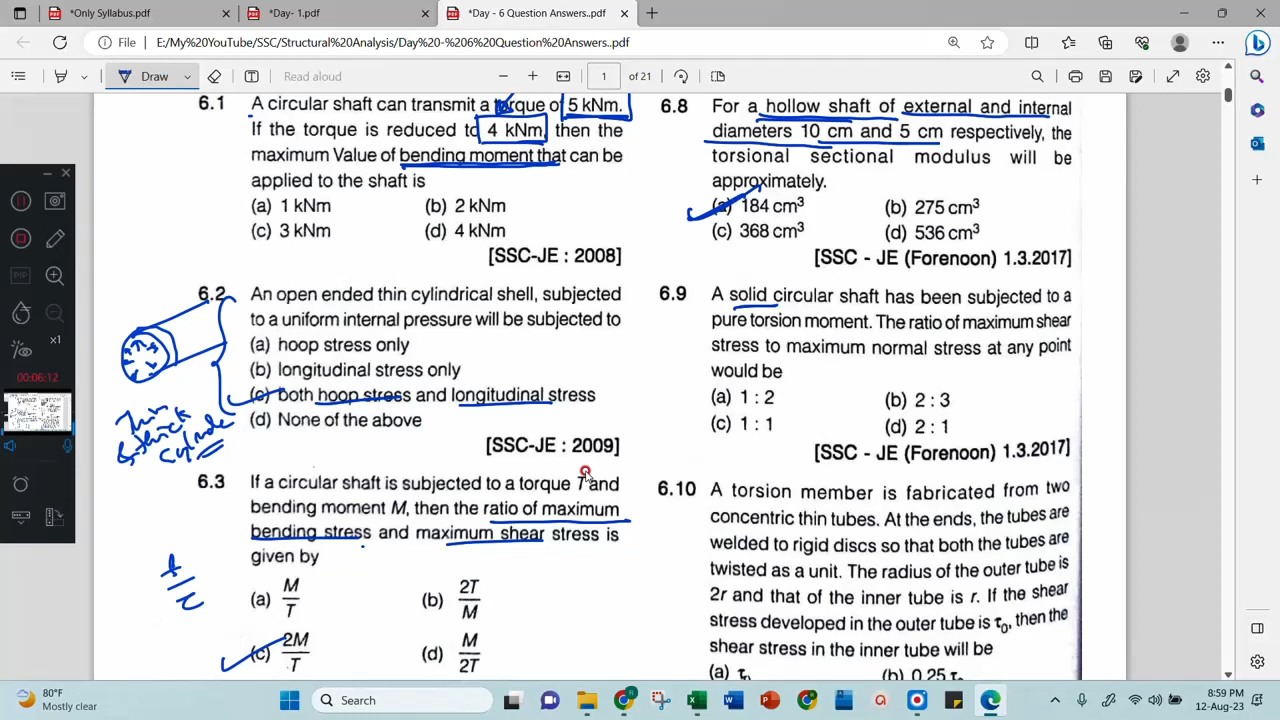 *Only Syllabus.pdf
*Day- 1.pdf
*Day - 6 Question Answers..pdf
File
E:/My%20YouTube/SSC/Structural%20Analysis/Day%20-%206%20Question%20Answers..pdf
Draw
Read aloud
1 of 21
6.1 A circular shaft can transmit a torque of 5 kNm.
If the torque is reduced to 4 kNm, then the
maximum Value of bending moment that can be
applied to the shaft is
(a) 1 kNm (b) 2 kNm
(c) 3 kNm (d) 4 kNm
[SSC-JE : 2008]
6.2 An open ended thin cylindrical shell, subjected
to a uniform internal pressure will be subjected to
(a) hoop stress only
(b) longitudinal stress only
(c) both hoop stress and longitudinal stress
(d) None of the above
[SSC-JE : 2009]
Thin
& thick
cylinder
6.3 If a circular shaft is subjected to a torque T and
bending moment M, then the ratio of maximum
bending stress and maximum shear stress is
given by
f/τ
(a) M/T (b) 2T/M
(c) 2M/T (d) M/2T
6.8 For a hollow shaft of external and internal
diameters 10 cm and 5 cm respectively, the
torsional sectional modulus will be
approximately.
(a) 184 cm³ (b) 275 cm³
(c) 368 cm³ (d) 536 cm³
[SSC - JE (Forenoon) 1.3.2017]
6.9 A solid circular shaft has been subjected to a
pure torsion moment. The ratio of maximum shear
stress to maximum normal stress at any point
would be
(a) 1 : 2 (b) 2 : 3
(c) 1 : 1 (d) 2 : 1
[SSC - JE (Forenoon) 1.3.2017]
6.10 A torsion member is fabricated from two
concentric thin tubes. At the ends, the tubes are
welded to rigid discs so that both the tubes are
twisted as a unit. The radius of the outer tube is
2r and that of the inner tube is r. If the shear
stress developed in the outer tube is τ₀, then the
shear stress in the inner tube will be
(a) τ₀ (b) 0.25 τ₀
PIP
x1
00:06:12
80°F
Mostly clear
Search
8:59 PM
12-Aug-23